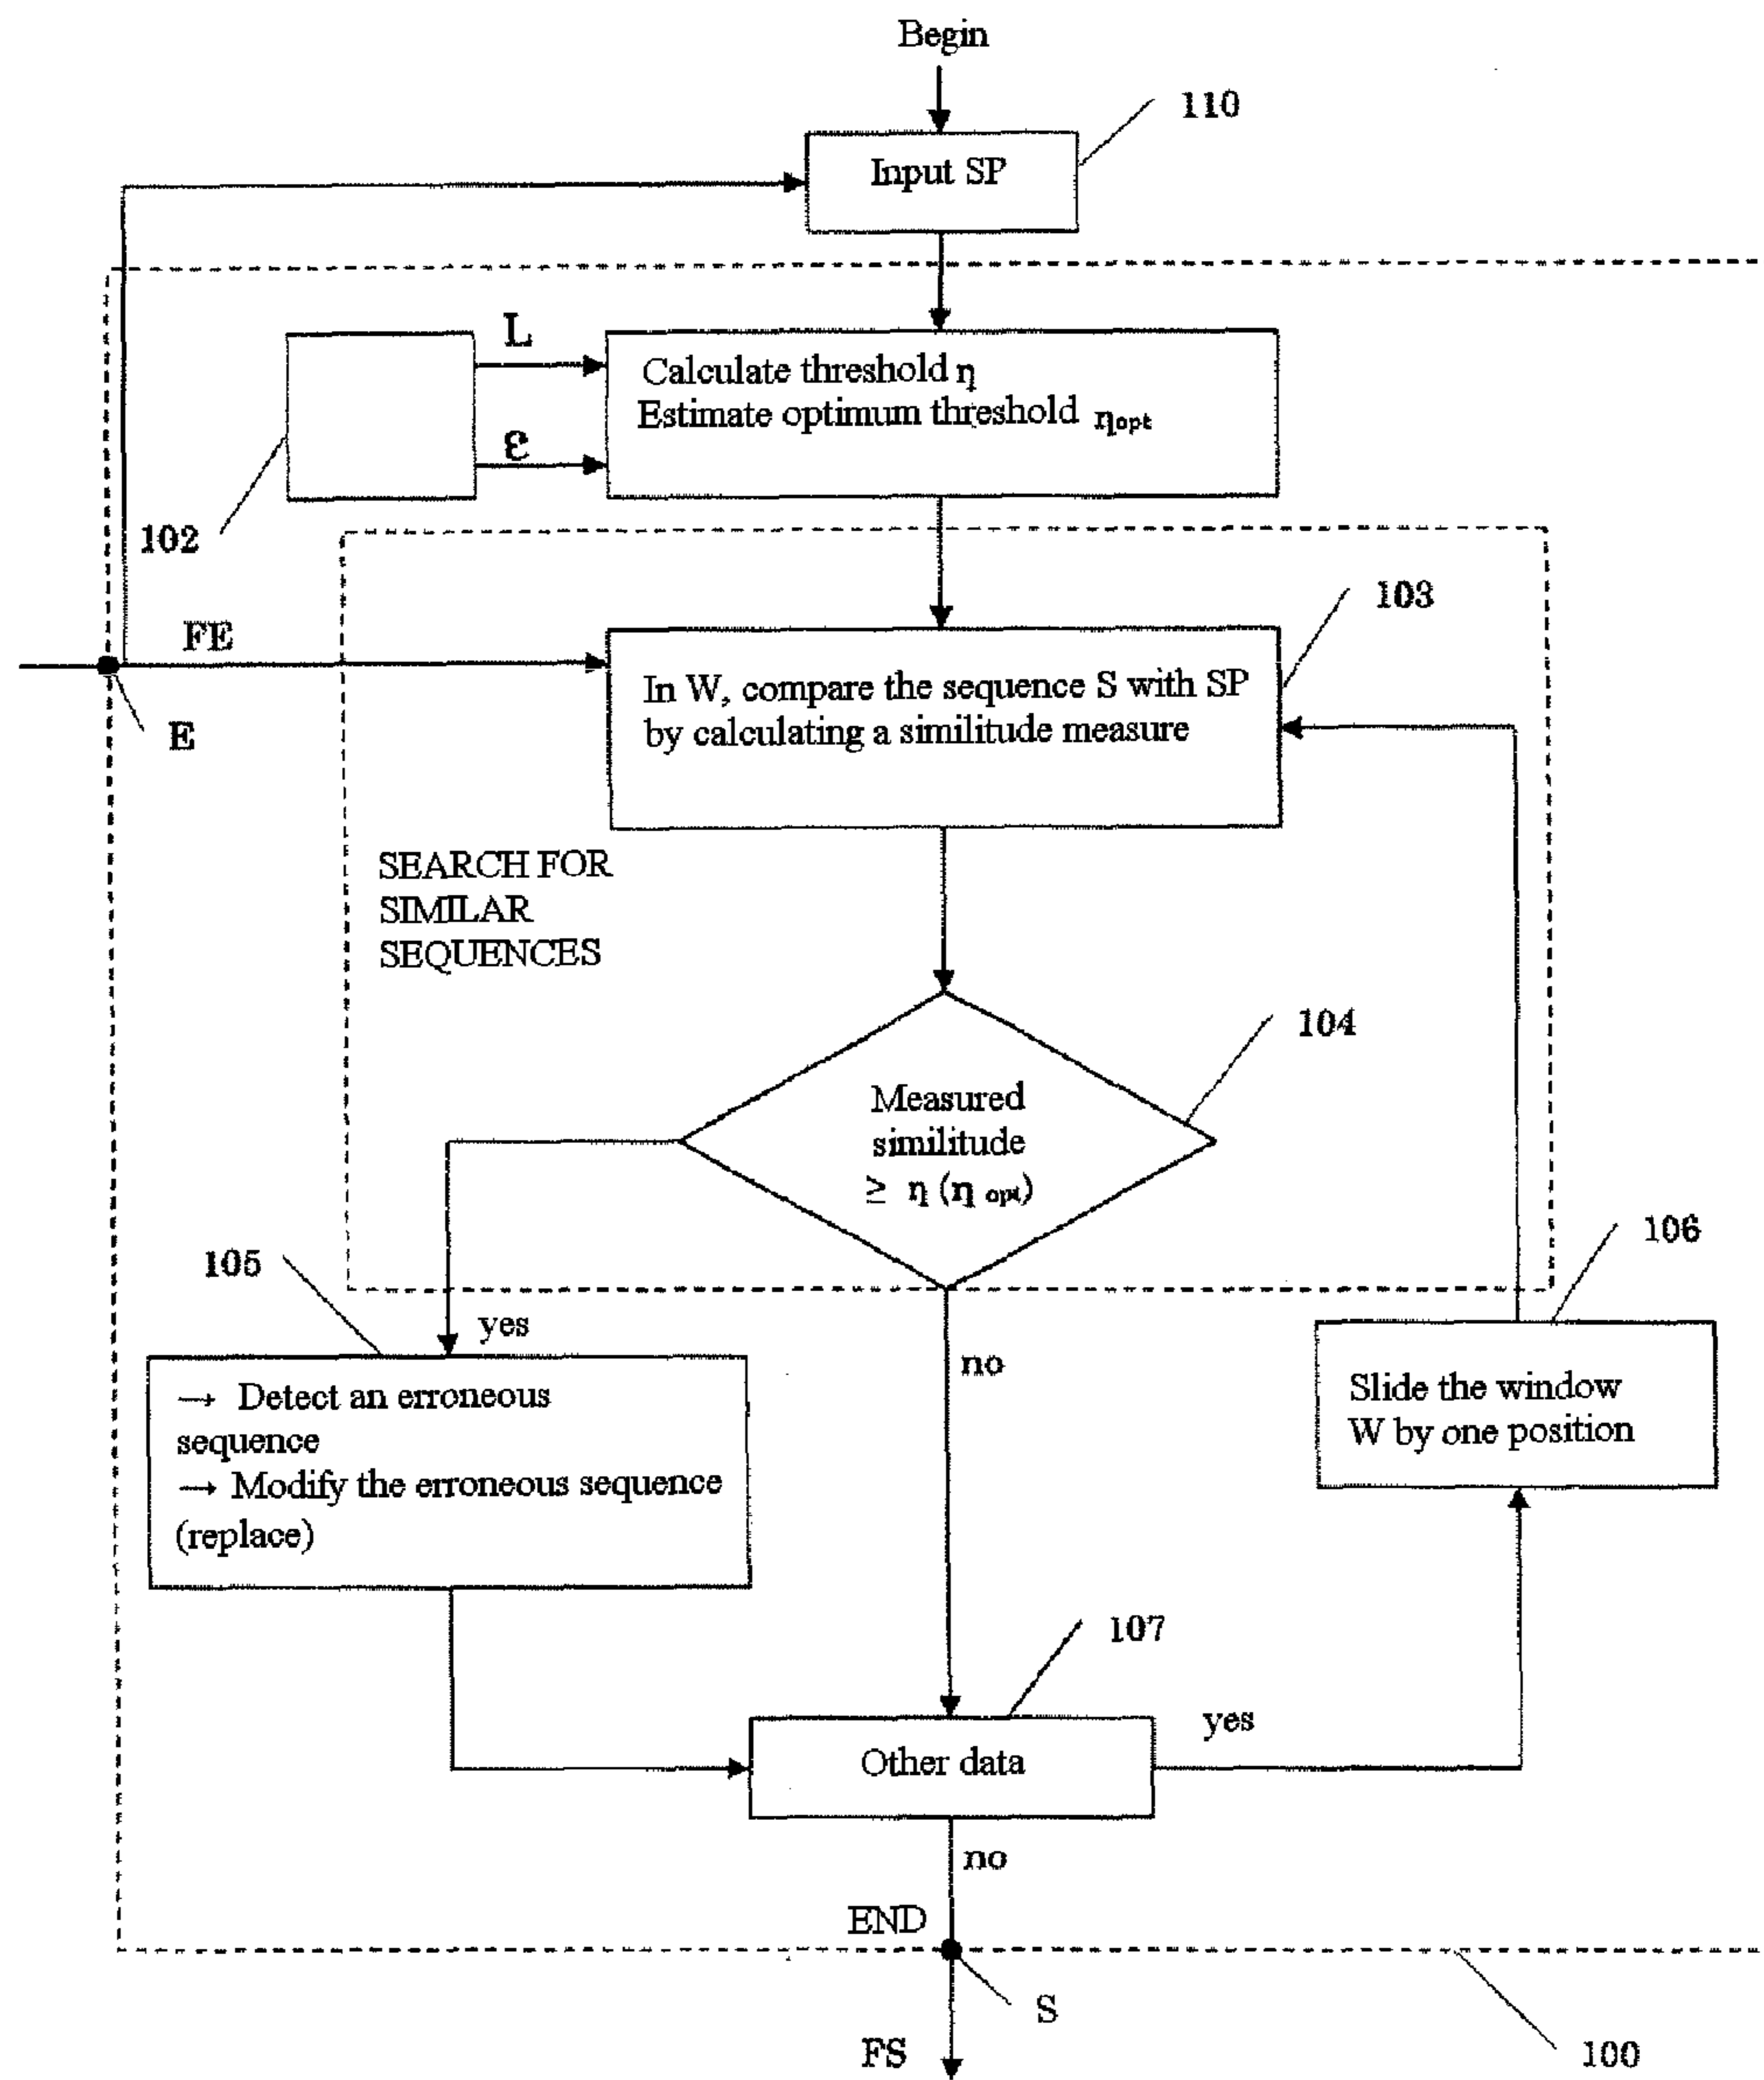 Begin
110
Input SP
L
Calculate threshold η
Estimate optimum threshold ηopt
ε
102
103
FE
In W, compare the sequence S with SP
by calculating a similitude measure
E
SEARCH FOR
SIMILAR
SEQUENCES
104
Measured
similitude
≥ η (η opt)
106
105
yes
no
→ Detect an erroneous
sequence
→ Modify the erroneous sequence
(replace)
Slide the window
W by one position
107
yes
Other data
no
END
S
FS
100